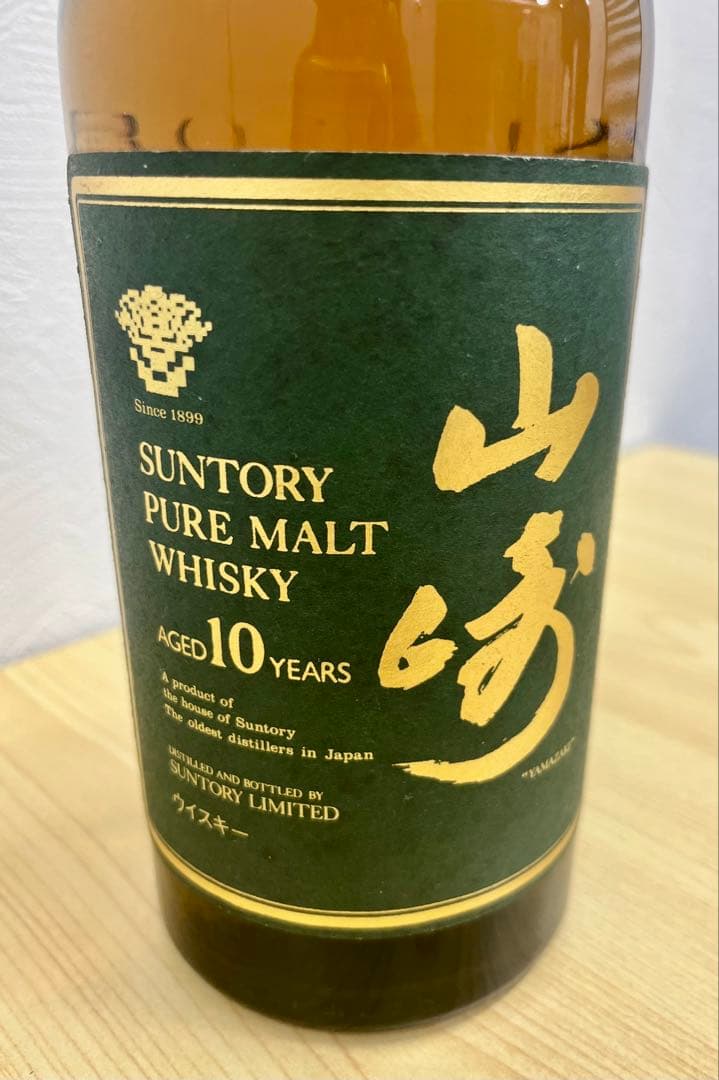 Since 1899
SUNTORY
PURE MALT
WHISKY
AGED 10 YEARS
A product of
the house of Suntory
The oldest distillers in Japan
DISTILLED AND BOTTLED BY
SUNTORY LIMITED
ウイスキー
山崎
"YAMAZAKI"